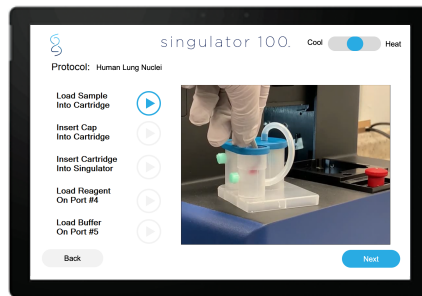 singulator 100.
Cool
Heat
Protocol: Human Lung Nuclei
Load Sample
Into Cartridge
Insert Cap
Into Cartridge
Insert Cartridge
Into Singulator
Load Reagent
On Port #4
Load Buffer
On Port #5
Back
Next